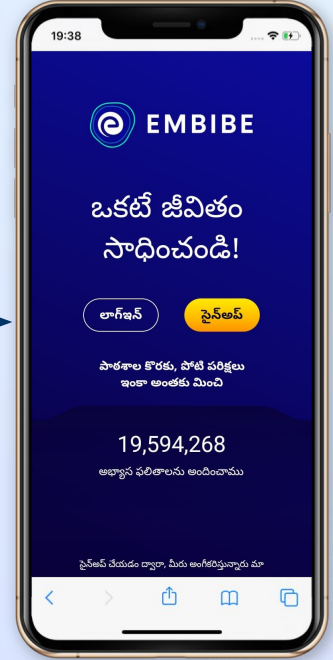 19:38
EMBIBE
ఒకటే జీవితం
సాధించండి!
లాగ్ఇన్
సైన్అప్
పాఠశాల కొరకు, పోటి పరిక్షలు
ఇంకా అంతకు మించి
19,594,268
అభ్యాస ఫలితాలను అందించాము
సైన్అప్ చేయడం ద్వారా, మీరు అంగీకరిస్తున్నారు మా